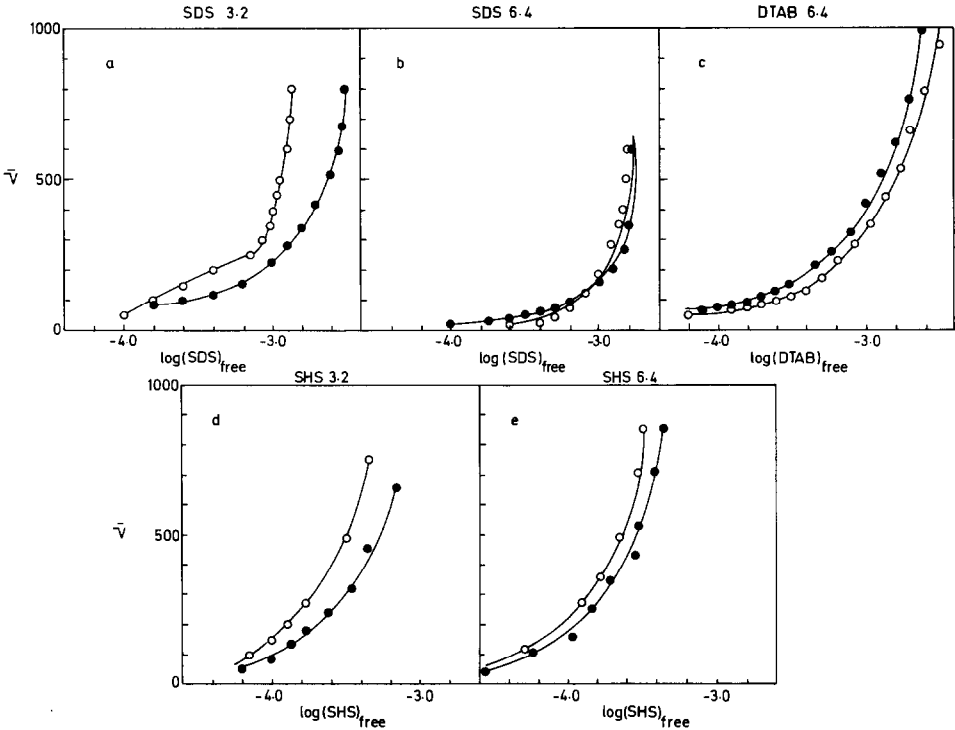 SDS 3·2
SDS 6·4
DTAB 6·4
1000
500
0
ν̄
a
b
c
-4.0
-3.0
-4.0
-3.0
-4.0
-3.0
log(SDS)free
log(SDS)free
log(DTAB)free
SHS 3·2
SHS 6·4
1000
500
0
ν̄
d
e
-4.0
-3.0
-4.0
-3.0
log(SHS)free
log(SHS)free